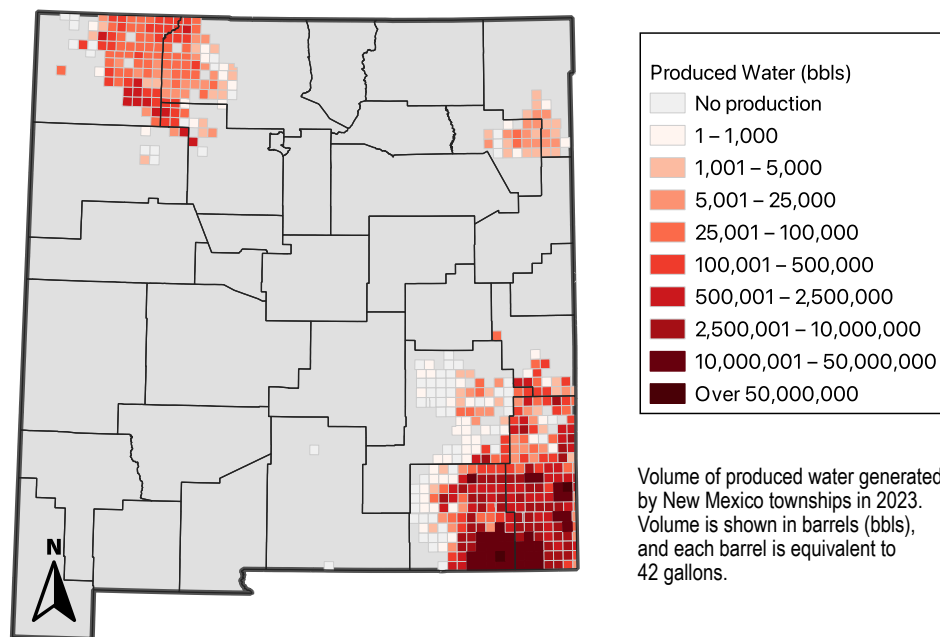 Produced Water (bbls)
No production
1 – 1,000
1,001 – 5,000
5,001 – 25,000
25,001 – 100,000
100,001 – 500,000
500,001 – 2,500,000
2,500,001 – 10,000,000
10,000,001 – 50,000,000
Over 50,000,000
Volume of produced water generated
by New Mexico townships in 2023.
Volume is shown in barrels (bbls),
and each barrel is equivalent to
42 gallons.
N